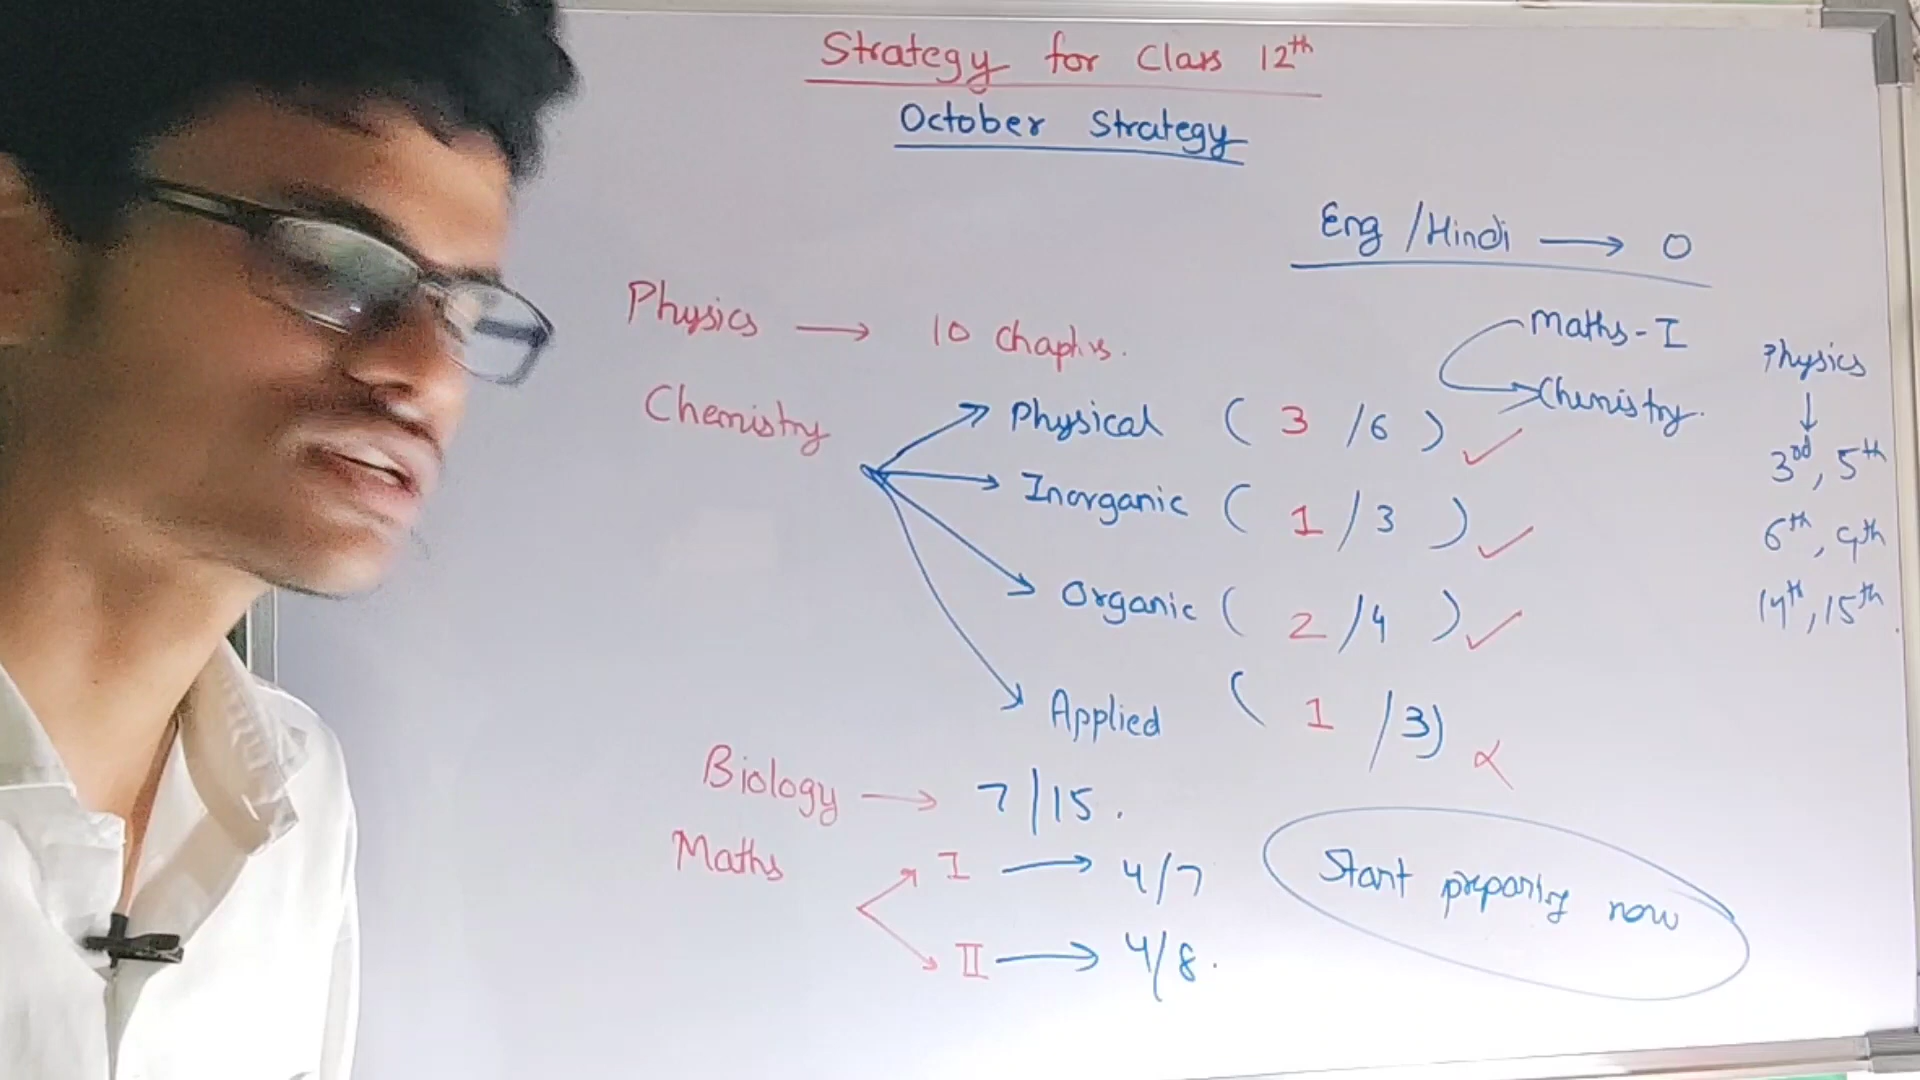 Strategy for Class 12th
October Strategy
Eng /Hindi → 0
Physics → 10 Chapters.
Maths-I
Chemistry.
Physics
↓
3rd, 5th
6th, 9th
14th, 15th
Chemistry
Physical ( 3 /6 ) ✓
Inorganic ( 1 / 3 ) ✓
Organic ( 2 /4 ) ✓
Applied ( 1 /3) x
Biology → 7/15.
Maths
I → 4/7
II → 4/8.
Start preparing now